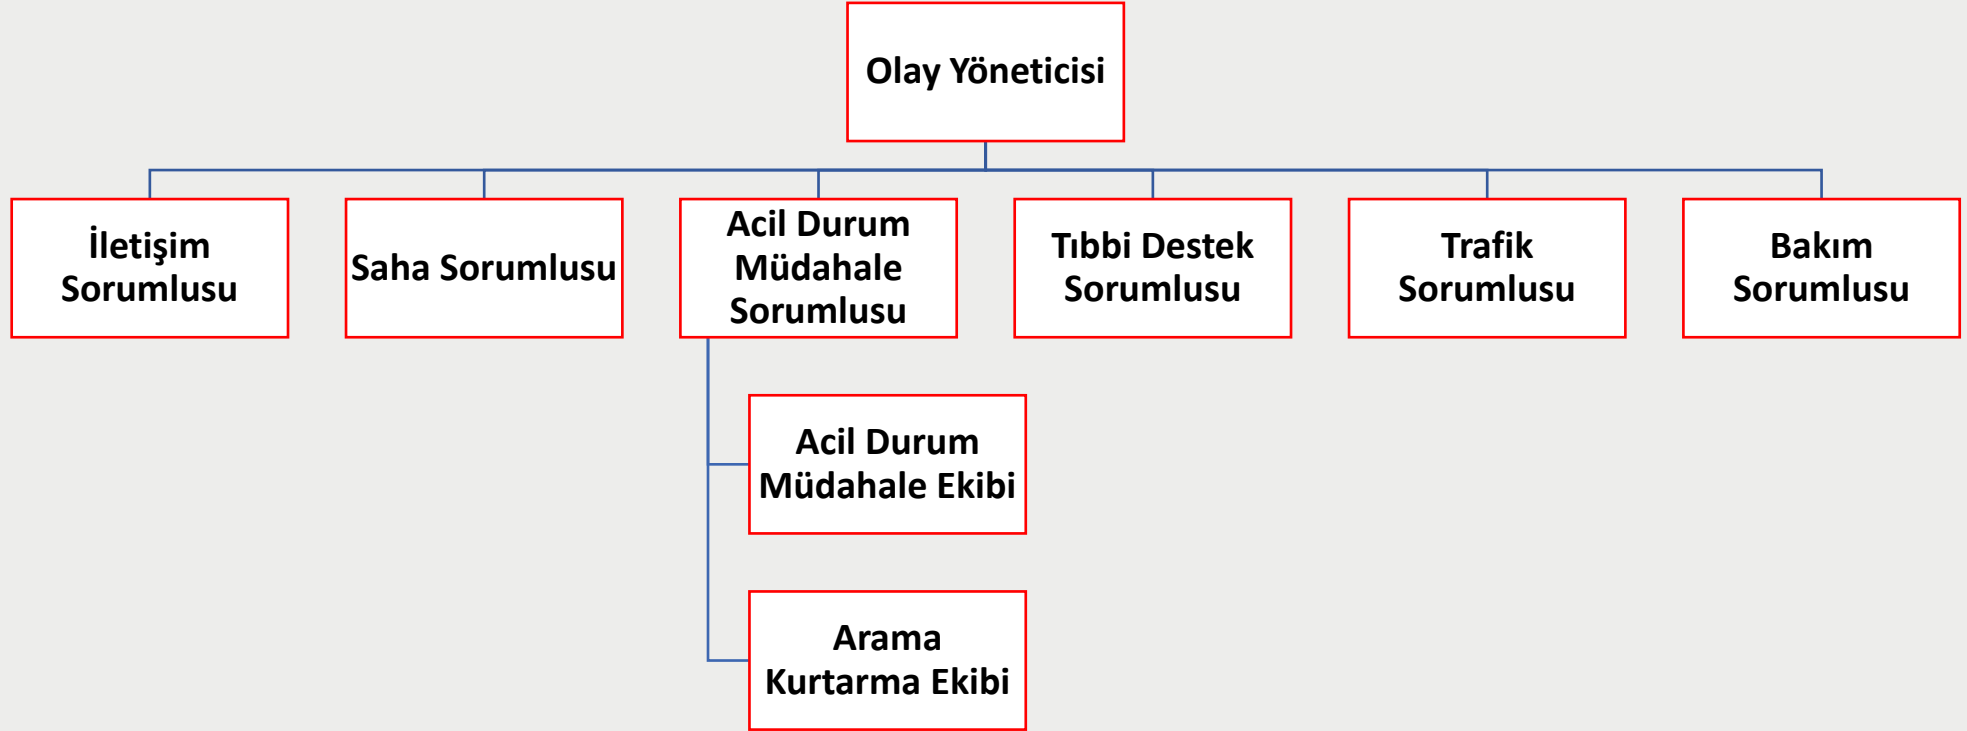 Olay Yöneticisi
İletişim
Sorumlusu
Saha Sorumlusu
Acil Durum
Müdahale
Sorumlusu
Tıbbi Destek
Sorumlusu
Trafik
Sorumlusu
Bakım
Sorumlusu
Acil Durum
Müdahale Ekibi
Arama
Kurtarma Ekibi